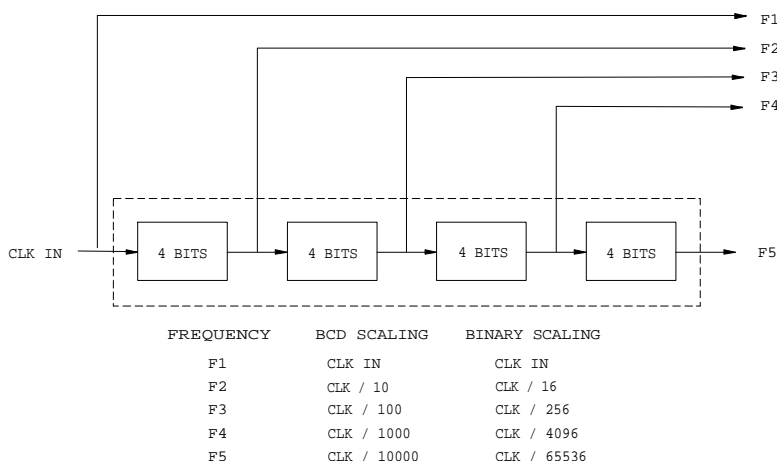 F1
F2
F3
F4
CLK IN
4 BITS
4 BITS
4 BITS
4 BITS
F5
FREQUENCY BCD SCALING BINARY SCALING
F1 CLK IN CLK IN
F2 CLK / 10 CLK / 16
F3 CLK / 100 CLK / 256
F4 CLK / 1000 CLK / 4096
F5 CLK / 10000 CLK / 65536